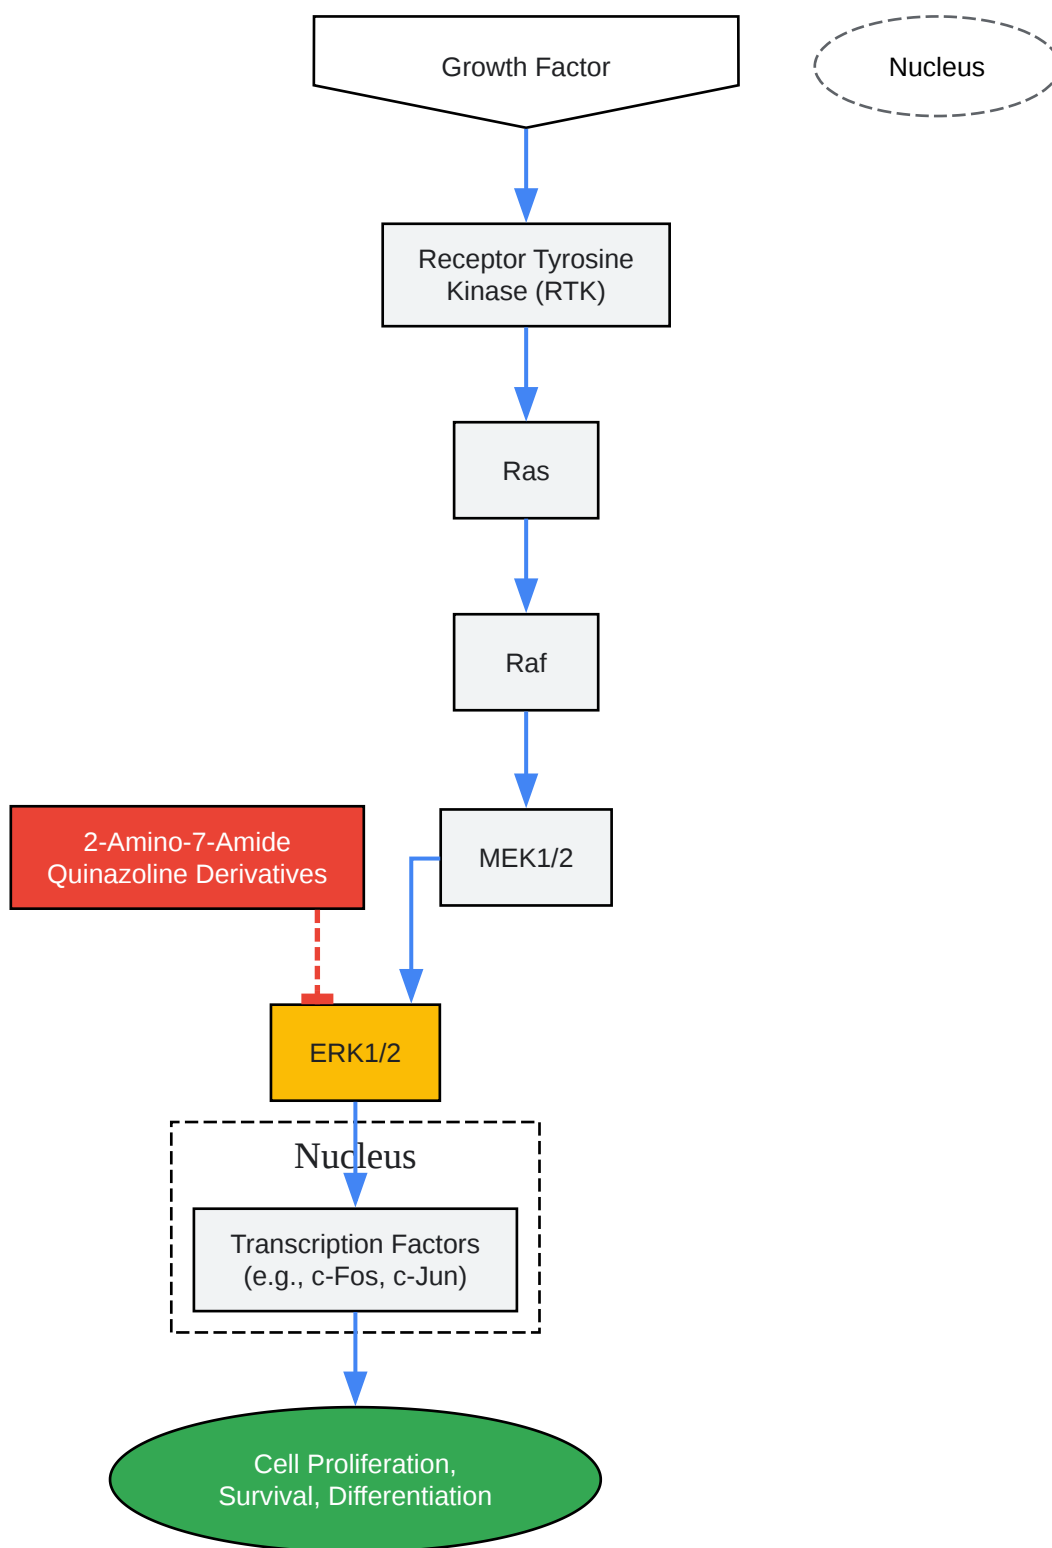 Growth Factor
Nucleus
Receptor Tyrosine
Kinase (RTK)
Ras
Raf
2-Amino-7-Amide
Quinazoline Derivatives
MEK1/2
ERK1/2
Nucleus
Transcription Factors
(e.g., c-Fos, c-Jun)
Cell Proliferation,
Survival, Differentiation